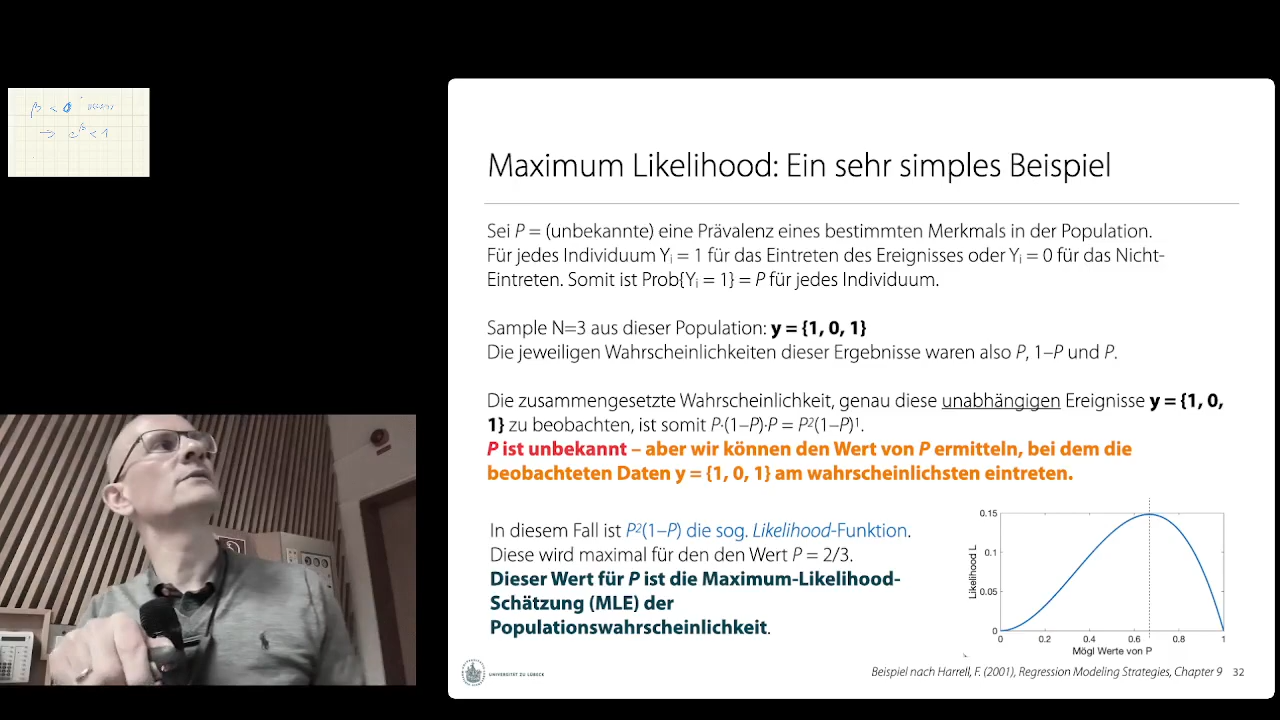 β < 0
⇒ e^β < 1
Maximum Likelihood: Ein sehr simples Beispiel
Sei P = (unbekannte) eine Prävalenz eines bestimmten Merkmals in der Population.
Für jedes Individuum Yᵢ = 1 für das Eintreten des Ereignisses oder Yᵢ = 0 für das Nicht-
Eintreten. Somit ist Prob{Yᵢ = 1} = P für jedes Individuum.
Sample N=3 aus dieser Population: y = {1, 0, 1}
Die jeweiligen Wahrscheinlichkeiten dieser Ergebnisse waren also P, 1–P und P.
Die zusammengesetzte Wahrscheinlichkeit, genau diese unabhängigen Ereignisse y = {1, 0,
1} zu beobachten, ist somit P·(1–P)·P = P²(1–P)¹.
P ist unbekannt – aber wir können den Wert von P ermitteln, bei dem die
beobachteten Daten y = {1, 0, 1} am wahrscheinlichsten eintreten.
In diesem Fall ist P²(1–P) die sog. Likelihood-Funktion.
Diese wird maximal für den den Wert P = 2/3.
Dieser Wert für P ist die Maximum-Likelihood-
Schätzung (MLE) der
Populationswahrscheinlichkeit.
Likelihood L
0.15
0.1
0.05
0
0 0.2 0.4 0.6 0.8 1
Mögl Werte von P
UNIVERSITÄT ZU LÜBECK
Beispiel nach Harrell, F. (2001), Regression Modeling Strategies, Chapter 9 32